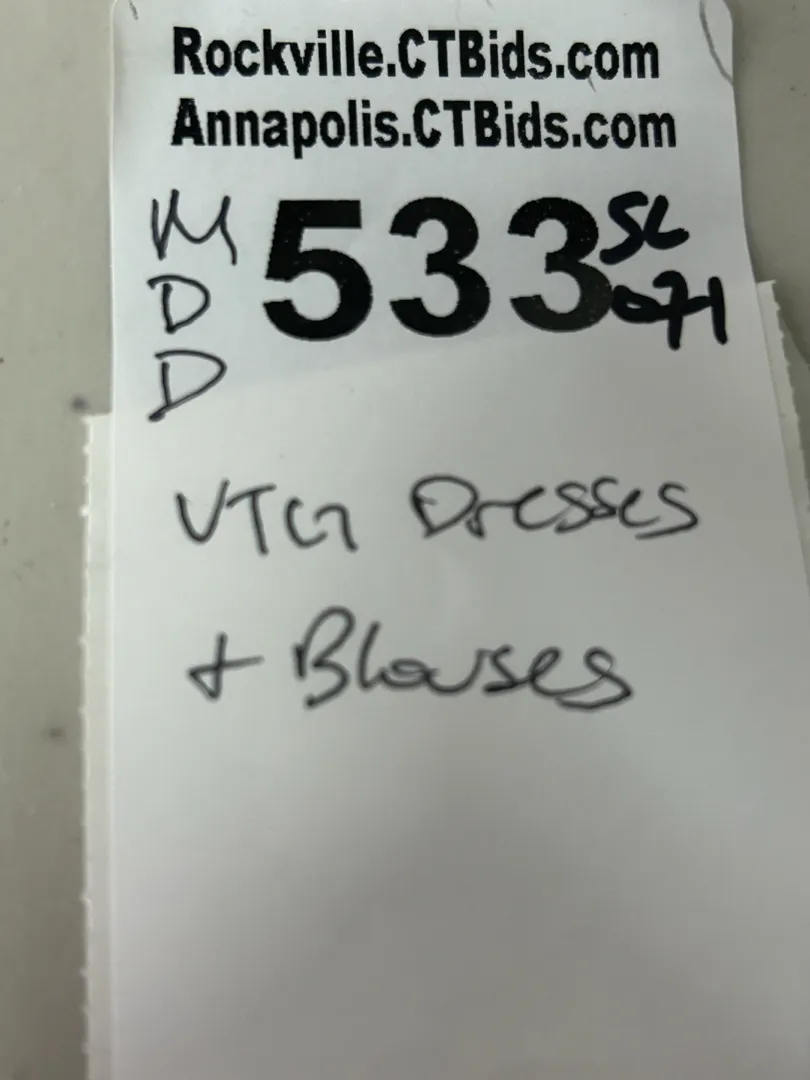 Rockville.CTBids.com
Annapolis.CTBids.com
M 533 SL
D 071
D
VTG Dresses
+ Blouses